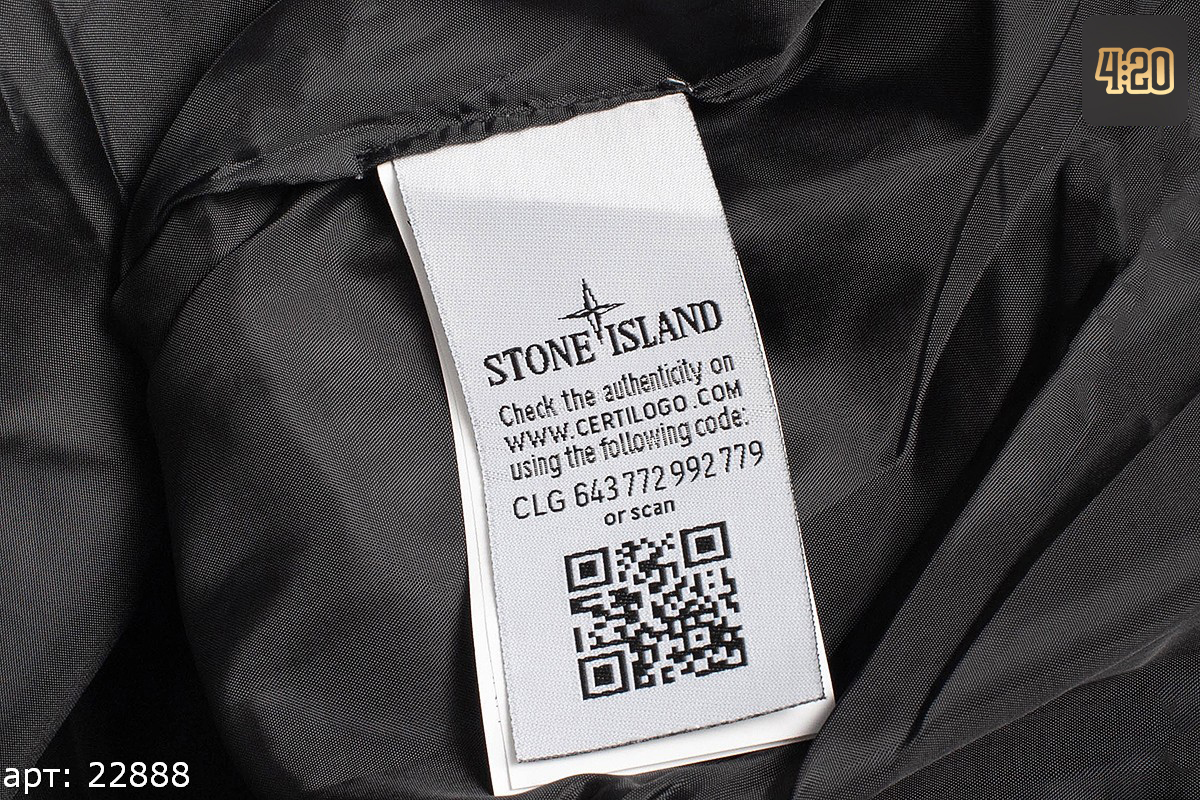 4:20
STONE ISLAND
Check the authenticity on
WWW.CERTILOGO.COM
using the following code:
CLG 643 772 992 779
or scan
арт: 22888